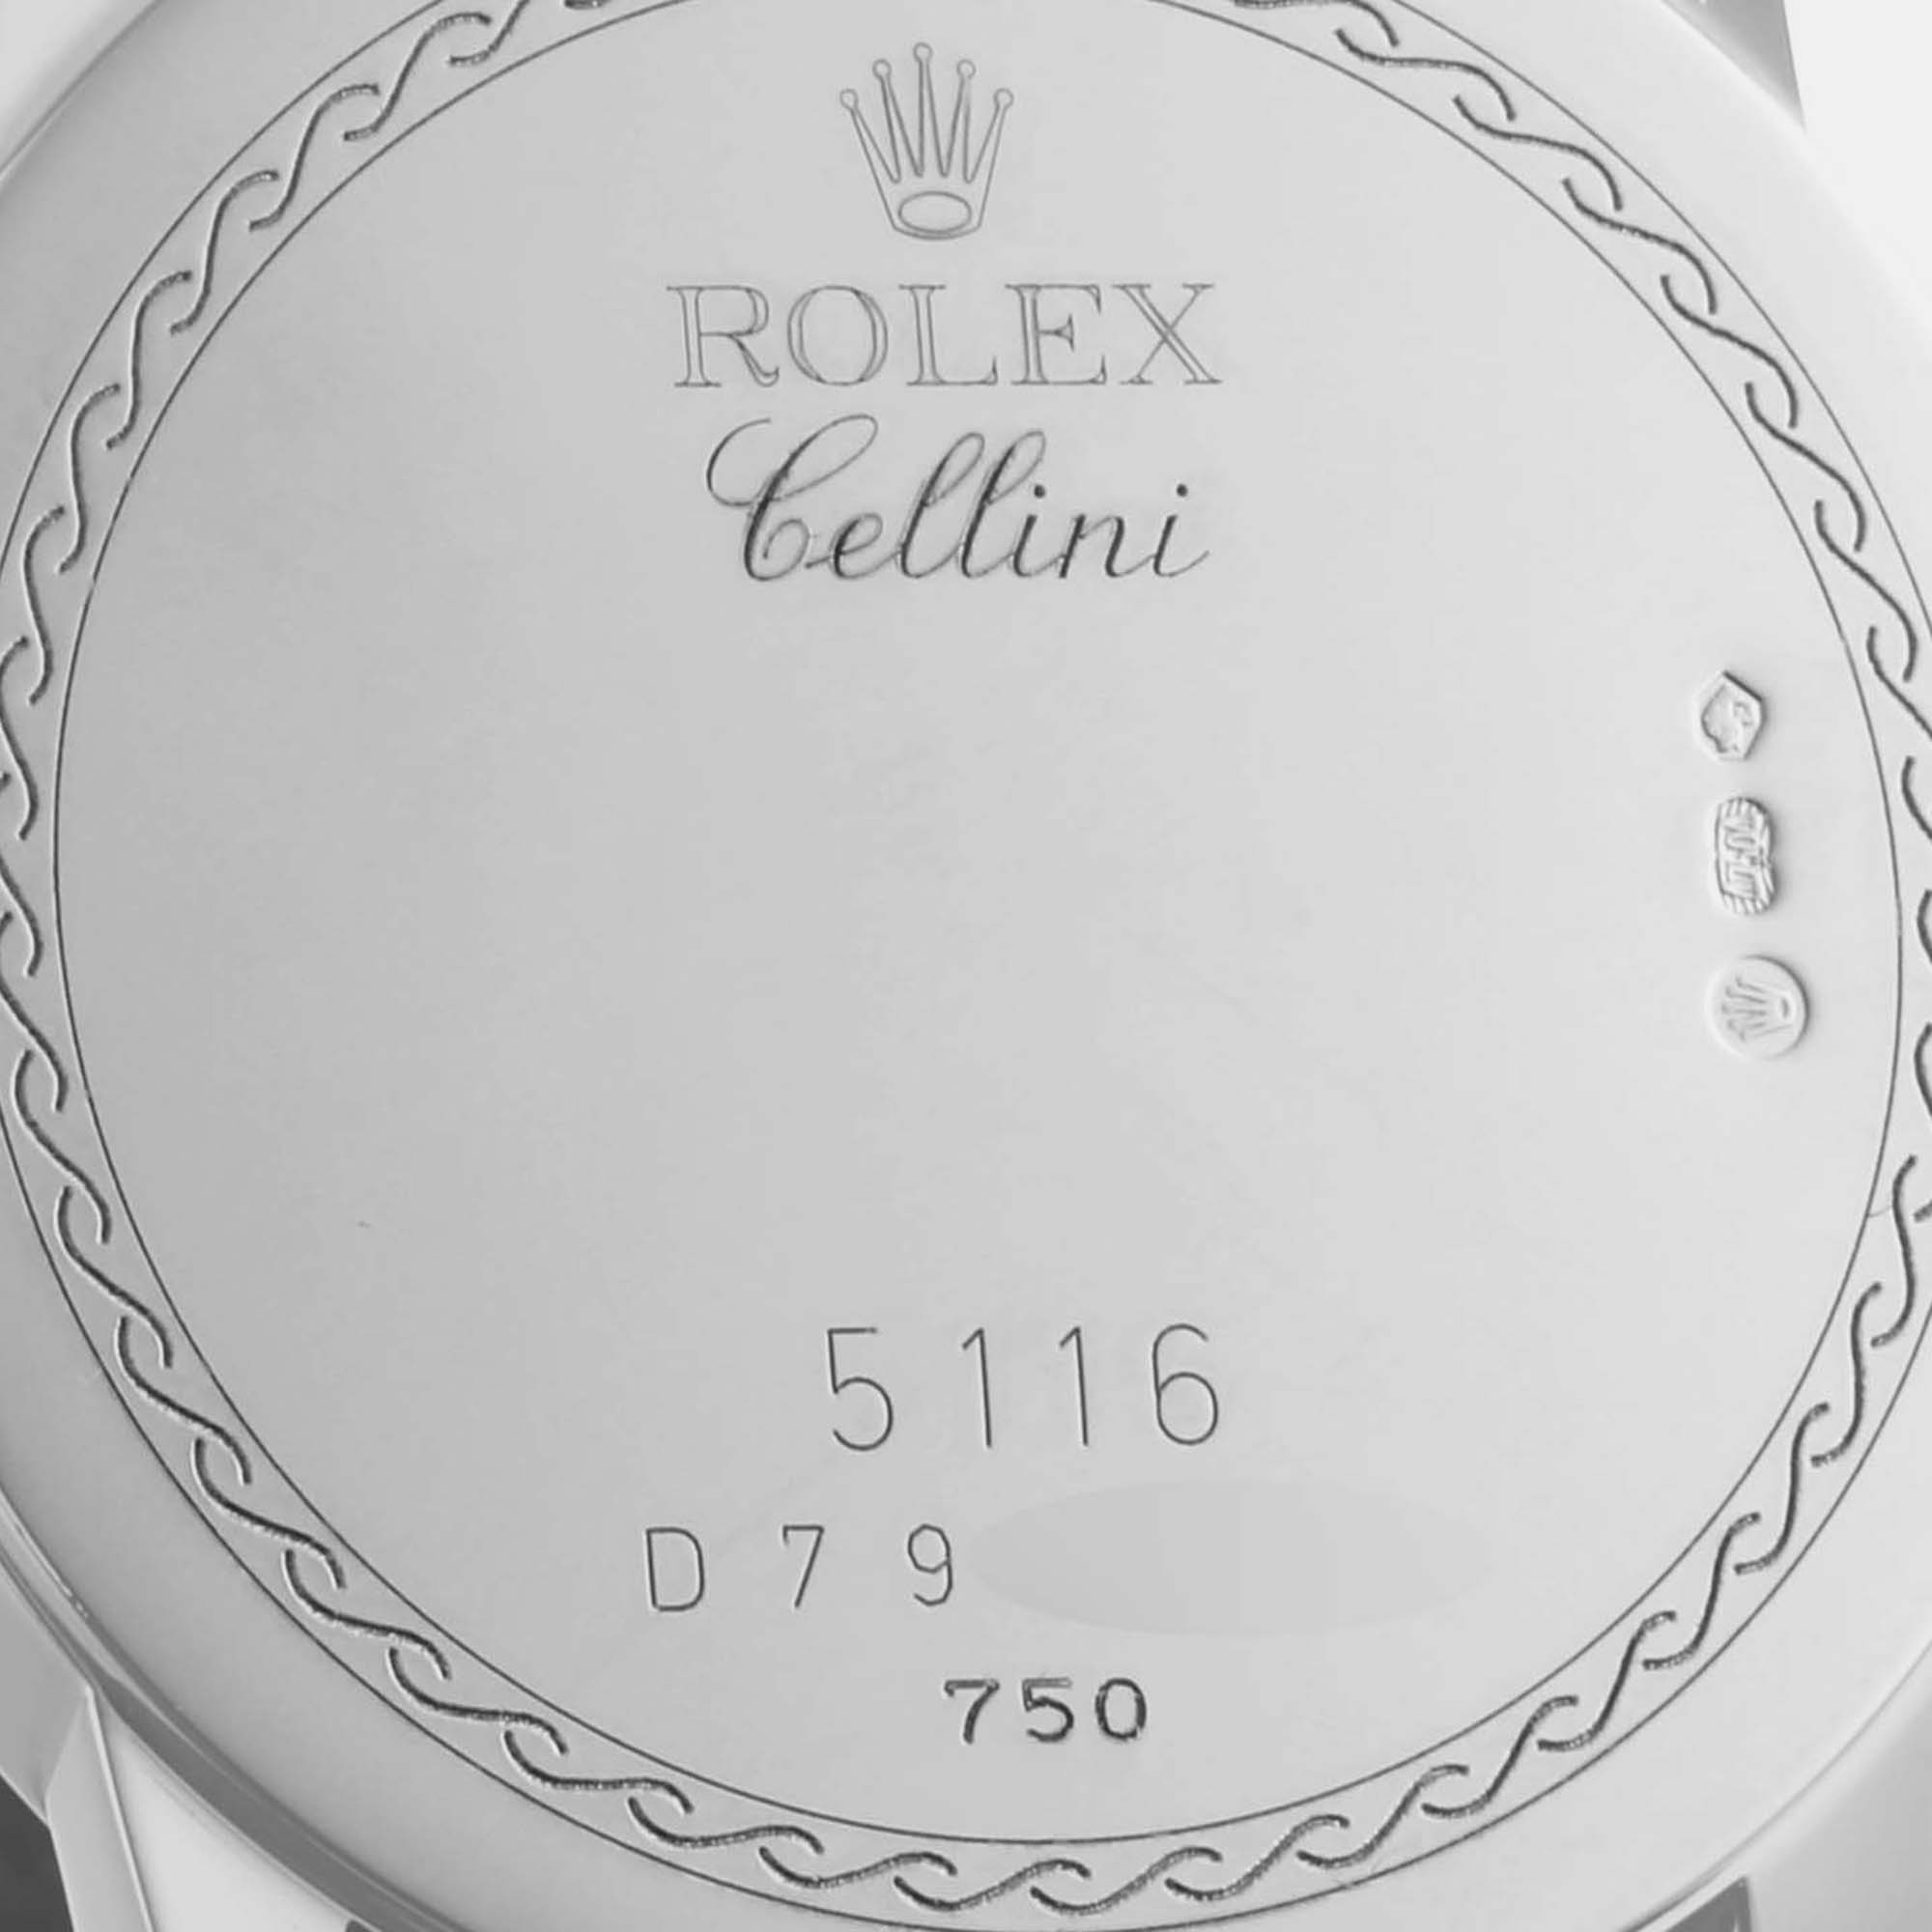 ROLEX
Cellini
5116
D79
750